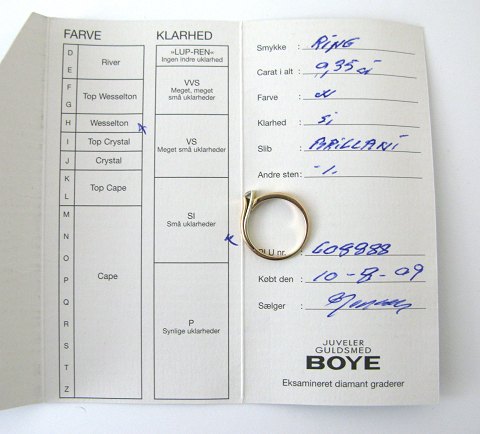 FARVE
KLARHED
D
E
F
G
H
I
J
K
L
M
N
O
P
Q
R
S
T
Z
River
Top Wesselton
Wesselton
Top Crystal
Crystal
Top Cape
Cape
»LUP-REN«
Ingen indre uklarhed
VVS
Meget, meget
små uklarheder
VS
Meget små uklarheder
SI
Små uklarheder
P
Synlige uklarheder
Smykke : RING
Carat i alt : 0,35 ct
Farve :
Klarhed : Si
Slib : BRILLANT
Andre sten: -/.
LU nr. : 608888
Købt den : 10-8-09
Sælger :
JUVELER
GULDSMED
BOYE
Eksamineret diamant graderer